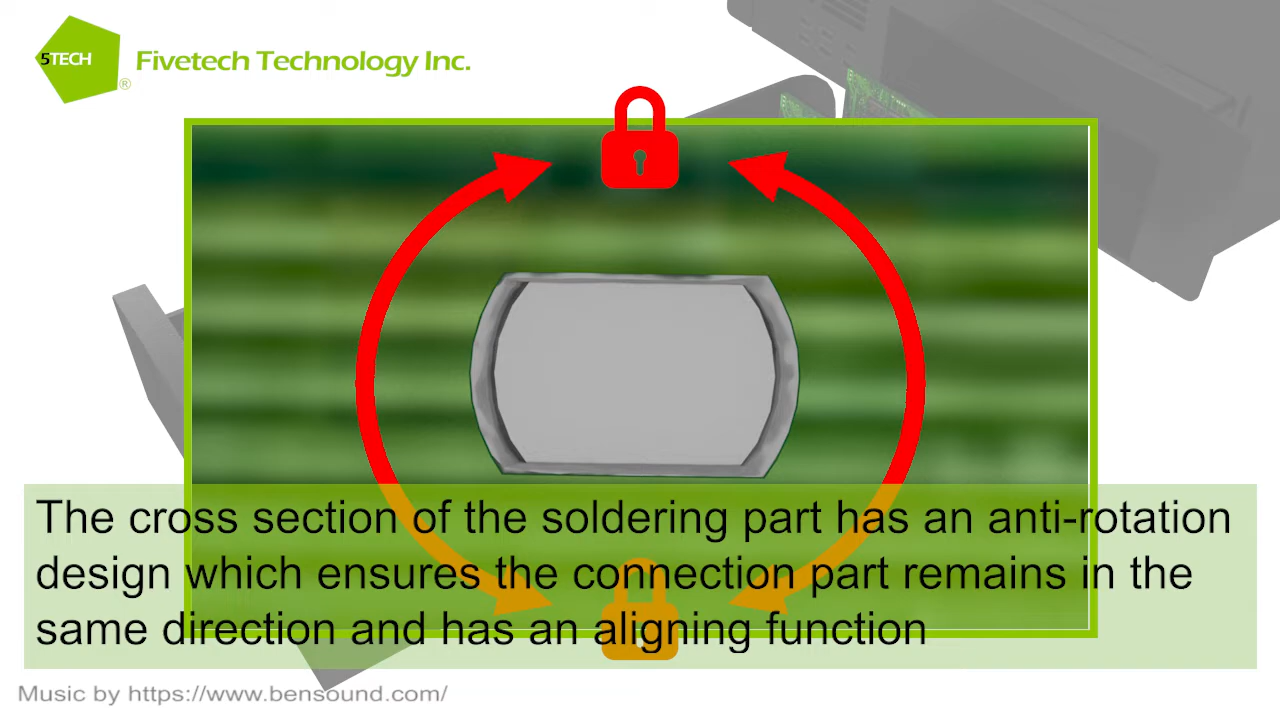 5TECH
®
Fivetech Technology Inc.
The cross section of the soldering part has an anti-rotation
design which ensures the connection part remains in the
same direction and has an aligning function
Music by https://www.bensound.com/